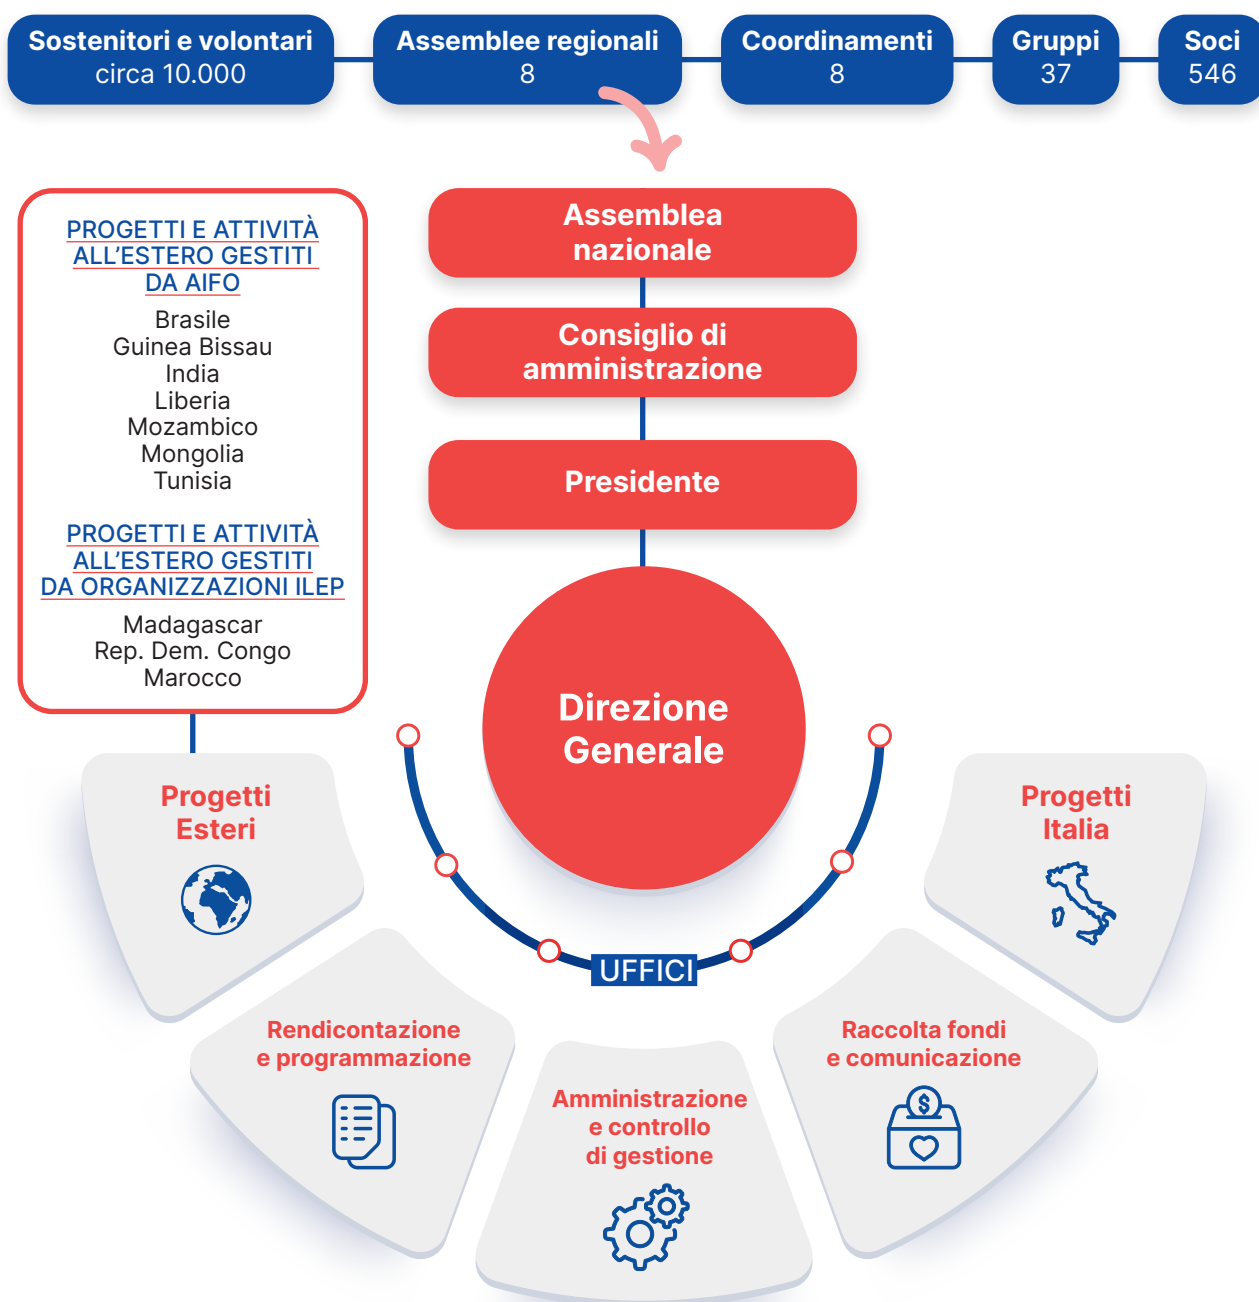 Sostenitori e volontari
circa 10.000
Assemblee regionali
8
Coordinamenti
8
Gruppi
37
Soci
546
PROGETTI E ATTIVITÀ
ALL'ESTERO GESTITI
DA AIFO
Brasile
Guinea Bissau
India
Liberia
Mozambico
Mongolia
Tunisia
PROGETTI E ATTIVITÀ
ALL'ESTERO GESTITI
DA ORGANIZZAZIONI ILEP
Madagascar
Rep. Dem. Congo
Marocco
Assemblea
nazionale
Consiglio di
amministrazione
Presidente
Direzione
Generale
UFFICI
Progetti
Esteri
Rendicontazione
e programmazione
Amministrazione
e controllo
di gestione
$
Raccolta fondi
e comunicazione
Progetti
Italia